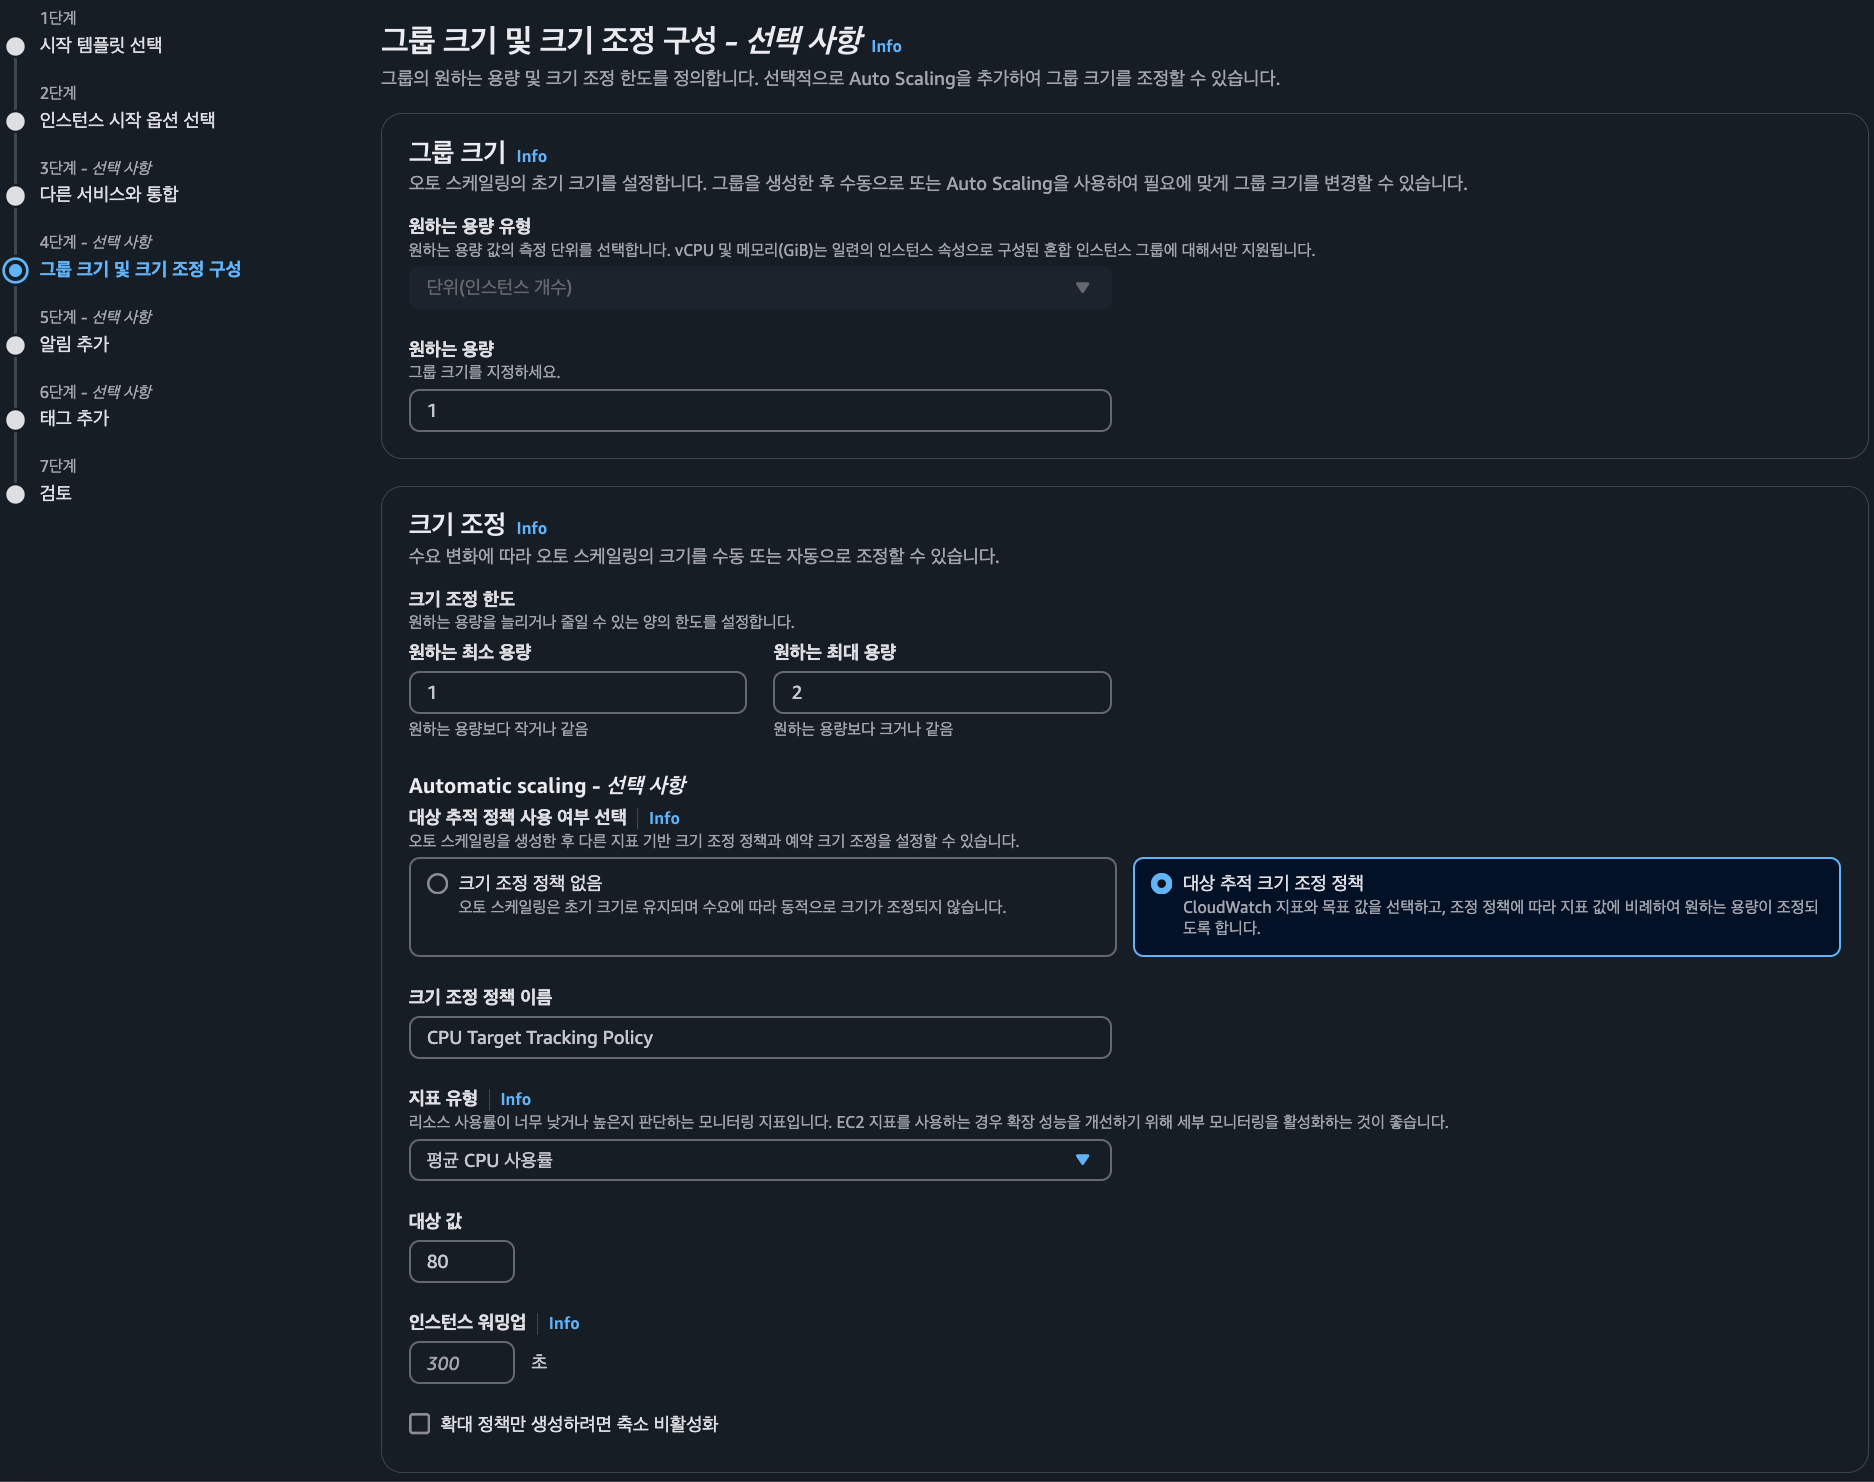 1단계
시작 템플릿 선택
2단계
인스턴스 시작 옵션 선택
3단계 - 선택 사항
다른 서비스와 통합
4단계 - 선택 사항
그룹 크기 및 크기 조정 구성
5단계 - 선택 사항
알림 추가
6단계 - 선택 사항
태그 추가
7단계
검토
그룹 크기 및 크기 조정 구성 - 선택 사항 Info
그룹의 원하는 용량 및 크기 조정 한도를 정의합니다. 선택적으로 Auto Scaling을 추가하여 그룹 크기를 조정할 수 있습니다.
그룹 크기 Info
오토 스케일링의 초기 크기를 설정합니다. 그룹을 생성한 후 수동으로 또는 Auto Scaling을 사용하여 필요에 맞게 그룹 크기를 변경할 수 있습니다.
원하는 용량 유형
원하는 용량 값의 측정 단위를 선택합니다. vCPU 및 메모리(GiB)는 일련의 인스턴스 속성으로 구성된 혼합 인스턴스 그룹에 대해서만 지원됩니다.
단위(인스턴스 개수)
원하는 용량
그룹 크기를 지정하세요.
1
크기 조정 Info
수요 변화에 따라 오토 스케일링의 크기를 수동 또는 자동으로 조정할 수 있습니다.
크기 조정 한도
원하는 용량을 늘리거나 줄일 수 있는 양의 한도를 설정합니다.
원하는 최소 용량
1
원하는 용량보다 작거나 같음
원하는 최대 용량
2
원하는 용량보다 크거나 같음
Automatic scaling - 선택 사항
대상 추적 정책 사용 여부 선택 Info
오토 스케일링을 생성한 후 다른 지표 기반 크기 조정 정책과 예약 크기 조정을 설정할 수 있습니다.
크기 조정 정책 없음
오토 스케일링은 초기 크기로 유지되며 수요에 따라 동적으로 크기가 조정되지 않습니다.
대상 추적 크기 조정 정책
CloudWatch 지표와 목표 값을 선택하고, 조정 정책에 따라 지표 값에 비례하여 원하는 용량이 조정되
도록 합니다.
크기 조정 정책 이름
CPU Target Tracking Policy
지표 유형 Info
리소스 사용률이 너무 낮거나 높은지 판단하는 모니터링 지표입니다. EC2 지표를 사용하는 경우 확장 성능을 개선하기 위해 세부 모니터링을 활성화하는 것이 좋습니다.
평균 CPU 사용률
대상 값
80
인스턴스 워밍업 Info
300 초
확대 정책만 생성하려면 축소 비활성화